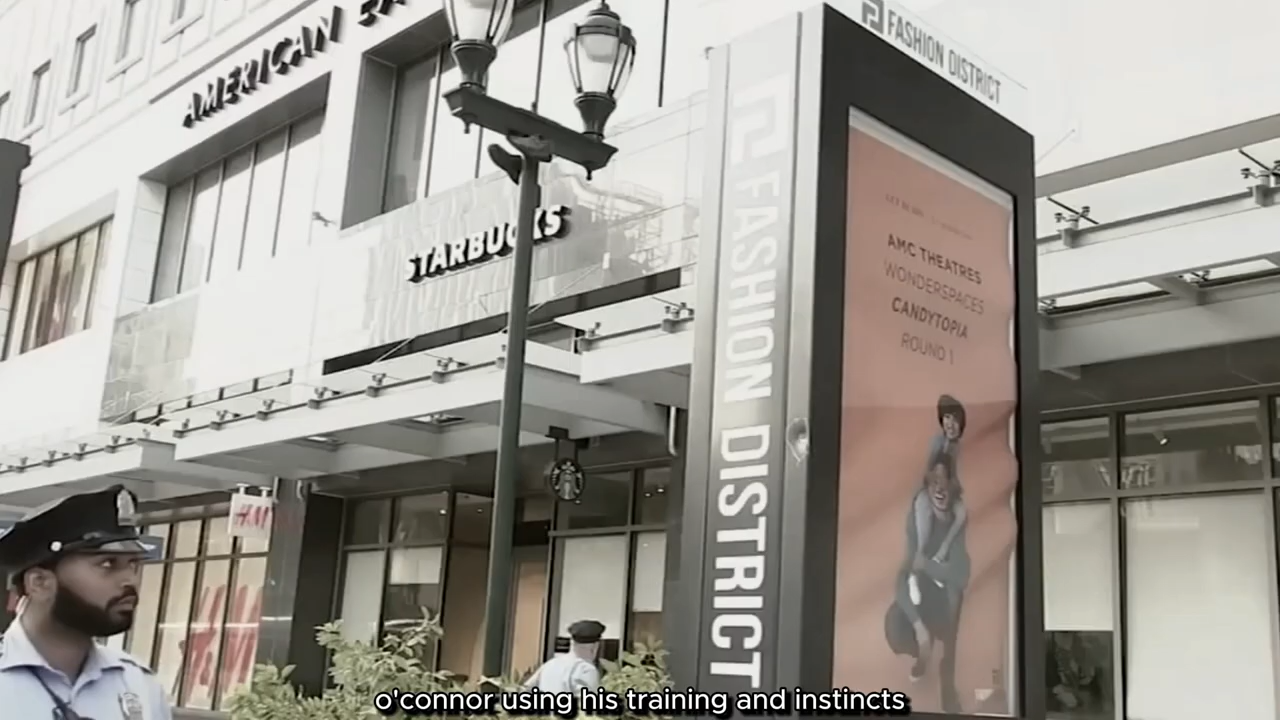 AMERICAN
FASHION DISTRICT
STARBUCKS
FASHION DISTRICT
AMC THEATRES
WONDERSPACES
CANDYTOPIA
ROUND 1
H&M
H&M
o'connor using his training and instincts